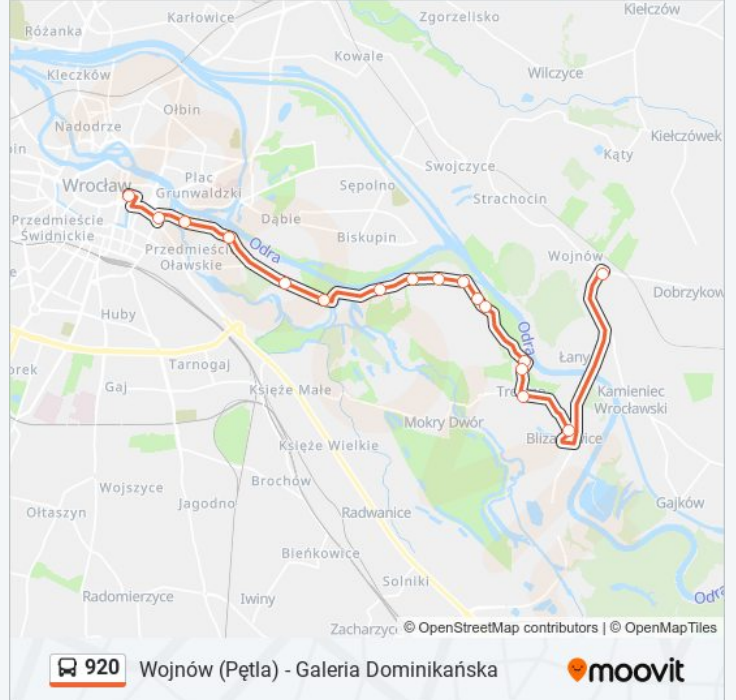 Kiełczów
Karłowice
Zgorzelisko
Różanka
Kowale
Kleczków
Wilczyce
Ołbin
Nadodrze
Kiełczówek
Kąty
Swojczyce
Plac
Grunwaldzki
Wrocław
Sępolno
Strachocin
Przedmieście
Świdnickie
Dąbie
Biskupin
Przedmieście
Oławskie
Odra
Wojnów
Dobrzykow
Huby
Odra
Łany
Tarnogaj
Gaj
Księże Małe
Kamieniec
Wrocławski
Mokry Dwór
Księże Wielkie
Brochów
Wojszyce
Jagodno
Gajków
Ołtaszyn
Radwanice
Bieńkowice
Solniki
Odra
Radomierzyce
Iwiny
Zacharzyc
© OpenStreetMap contributors | © OpenMapTiles
920 Wojnów (Pętla) - Galeria Dominikańska
moovit